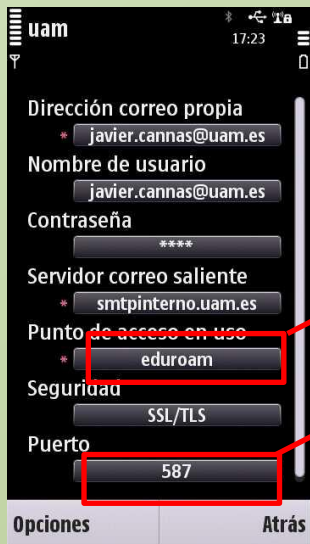 uam
17:23
Dirección correo propia
* javier.cannas@uam.es
Nombre de usuario
javier.cannas@uam.es
Contraseña
****
Servidor correo saliente
* smtpinterno.uam.es
Punto de acceso en uso
* eduroam
Seguridad
SSL/TLS
Puerto
587
Opciones Atrás